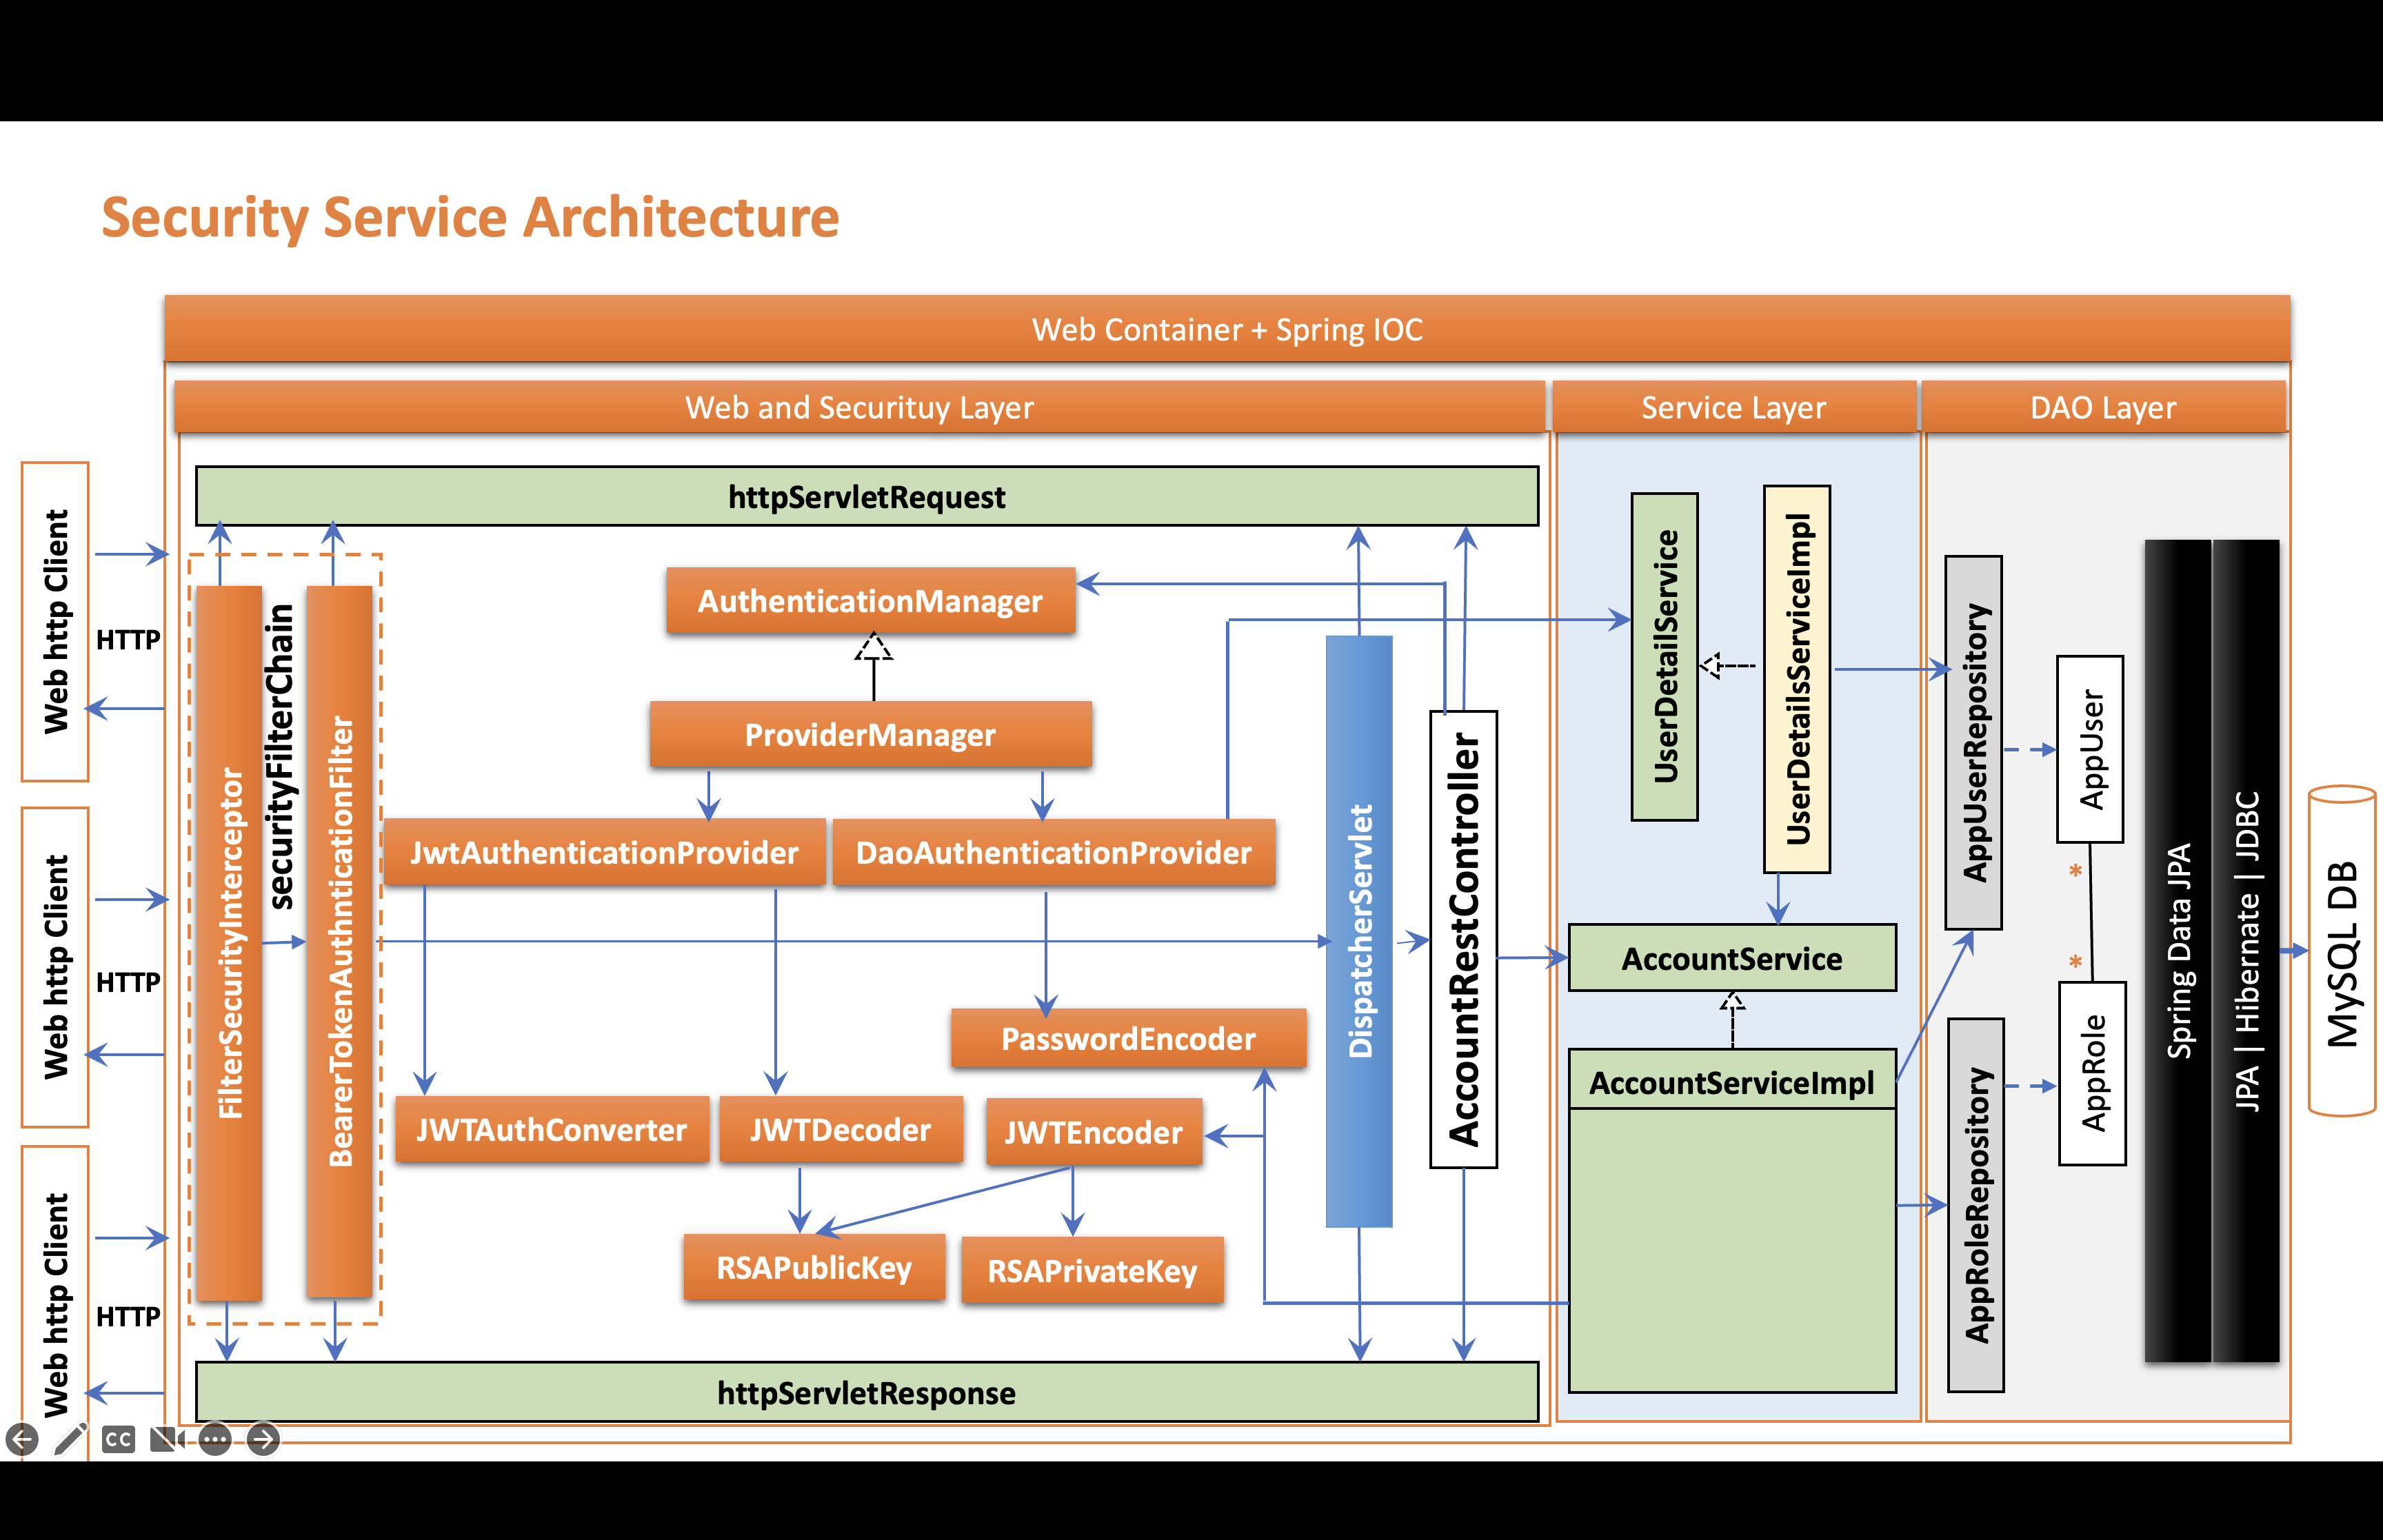 Security Service Architecture
Web Container + Spring IOC
Web and Securituy Layer
Service Layer
DAO Layer
Web http Client
HTTP
Web http Client
HTTP
Web http Client
HTTP
httpServletRequest
FilterSecurityInterceptor
securityFilterChain
BearerTokenAuthnticationFilter
AuthenticationManager
ProviderManager
JwtAuthenticationProvider
DaoAuthenticationProvider
PasswordEncoder
JWTAuthConverter
JWTDecoder
JWTEncoder
RSAPublicKey
RSAPrivateKey
DispatcherServlet
AccountRestController
httpServletResponse
UserDetailService
UserDetailsServiceImpl
AccountService
AccountServiceImpl
AppUserRepository
AppRoleRepository
AppUser
*
*
AppRole
Spring Data JPA
JPA | Hibernate | JDBC
MySQL DB
CC